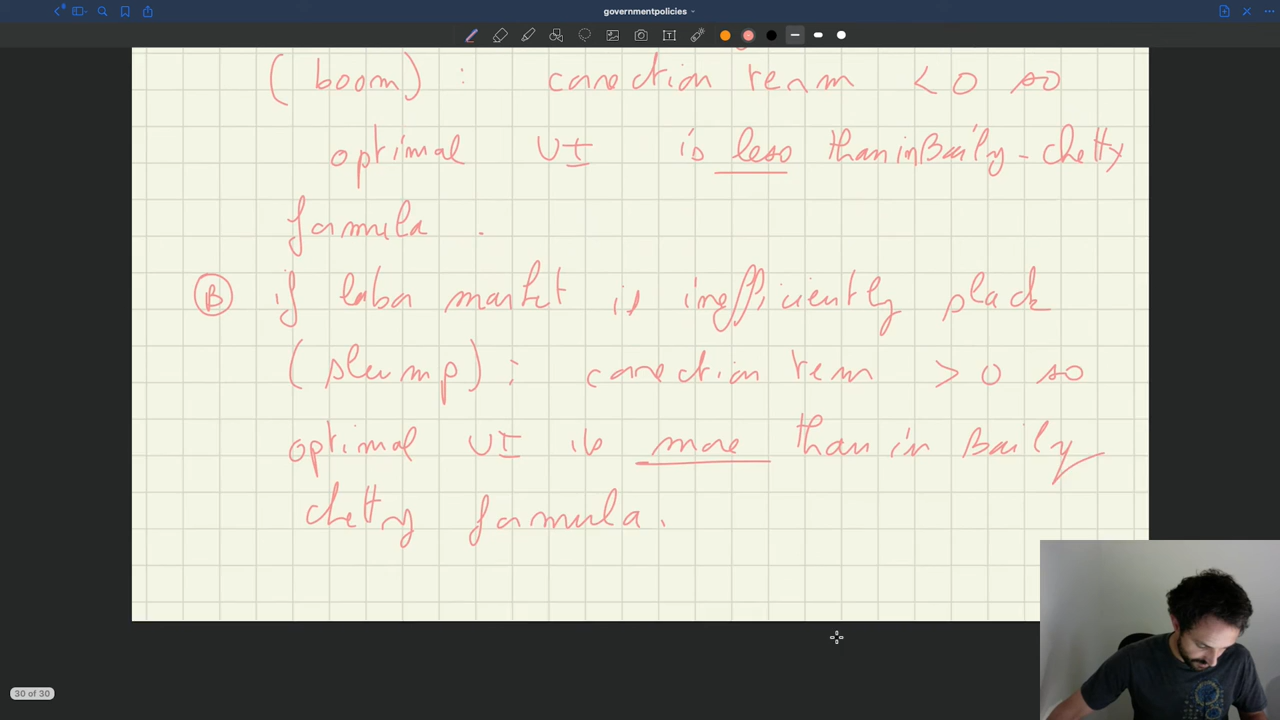 governmentpolicies
(boom) : correction term < 0 so
optimal UI is less than in Baily-chetty
formula.
B if labor market is inefficiently slack
(slump) : correction term > 0 so
optimal UI is more than in Baily
chetty formula.
30 of 30